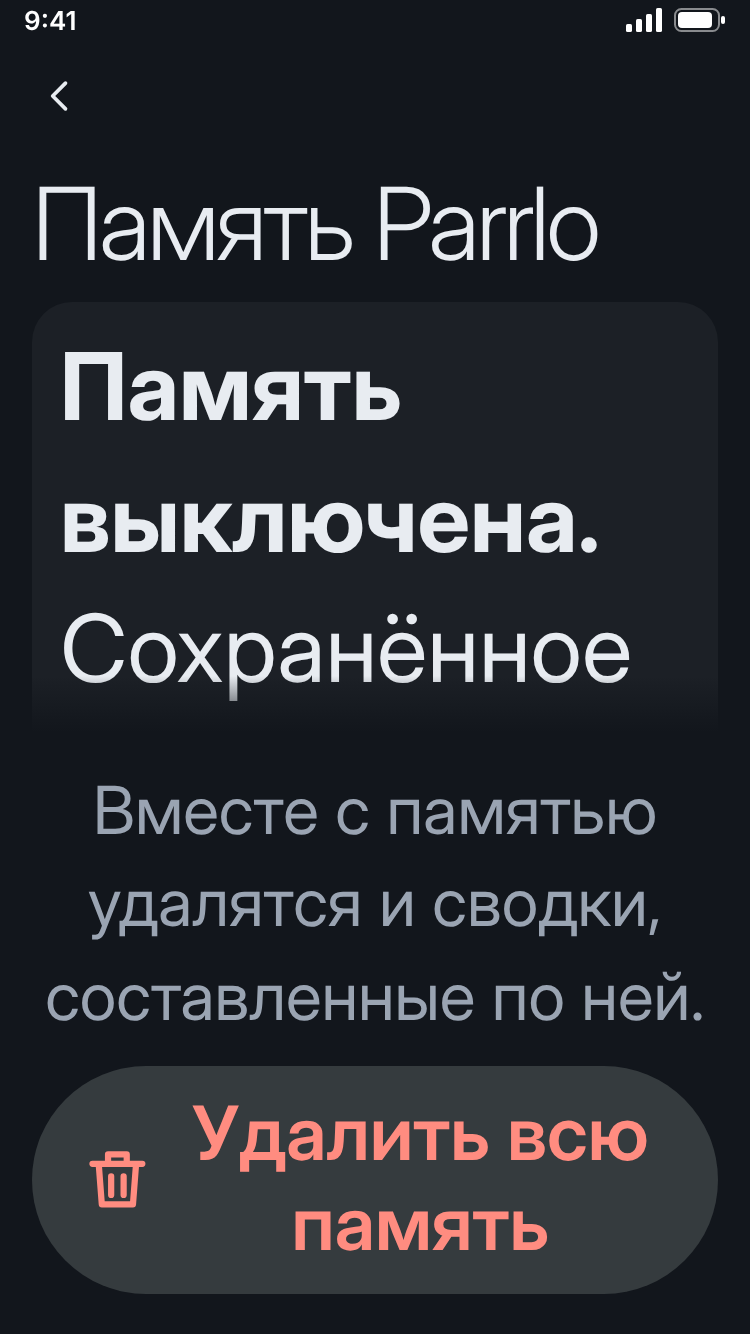 9:41
Память Parrlo
Память
выключена.
Сохранённое
Вместе с памятью
удалятся и сводки,
составленные по ней.
Удалить всю
память